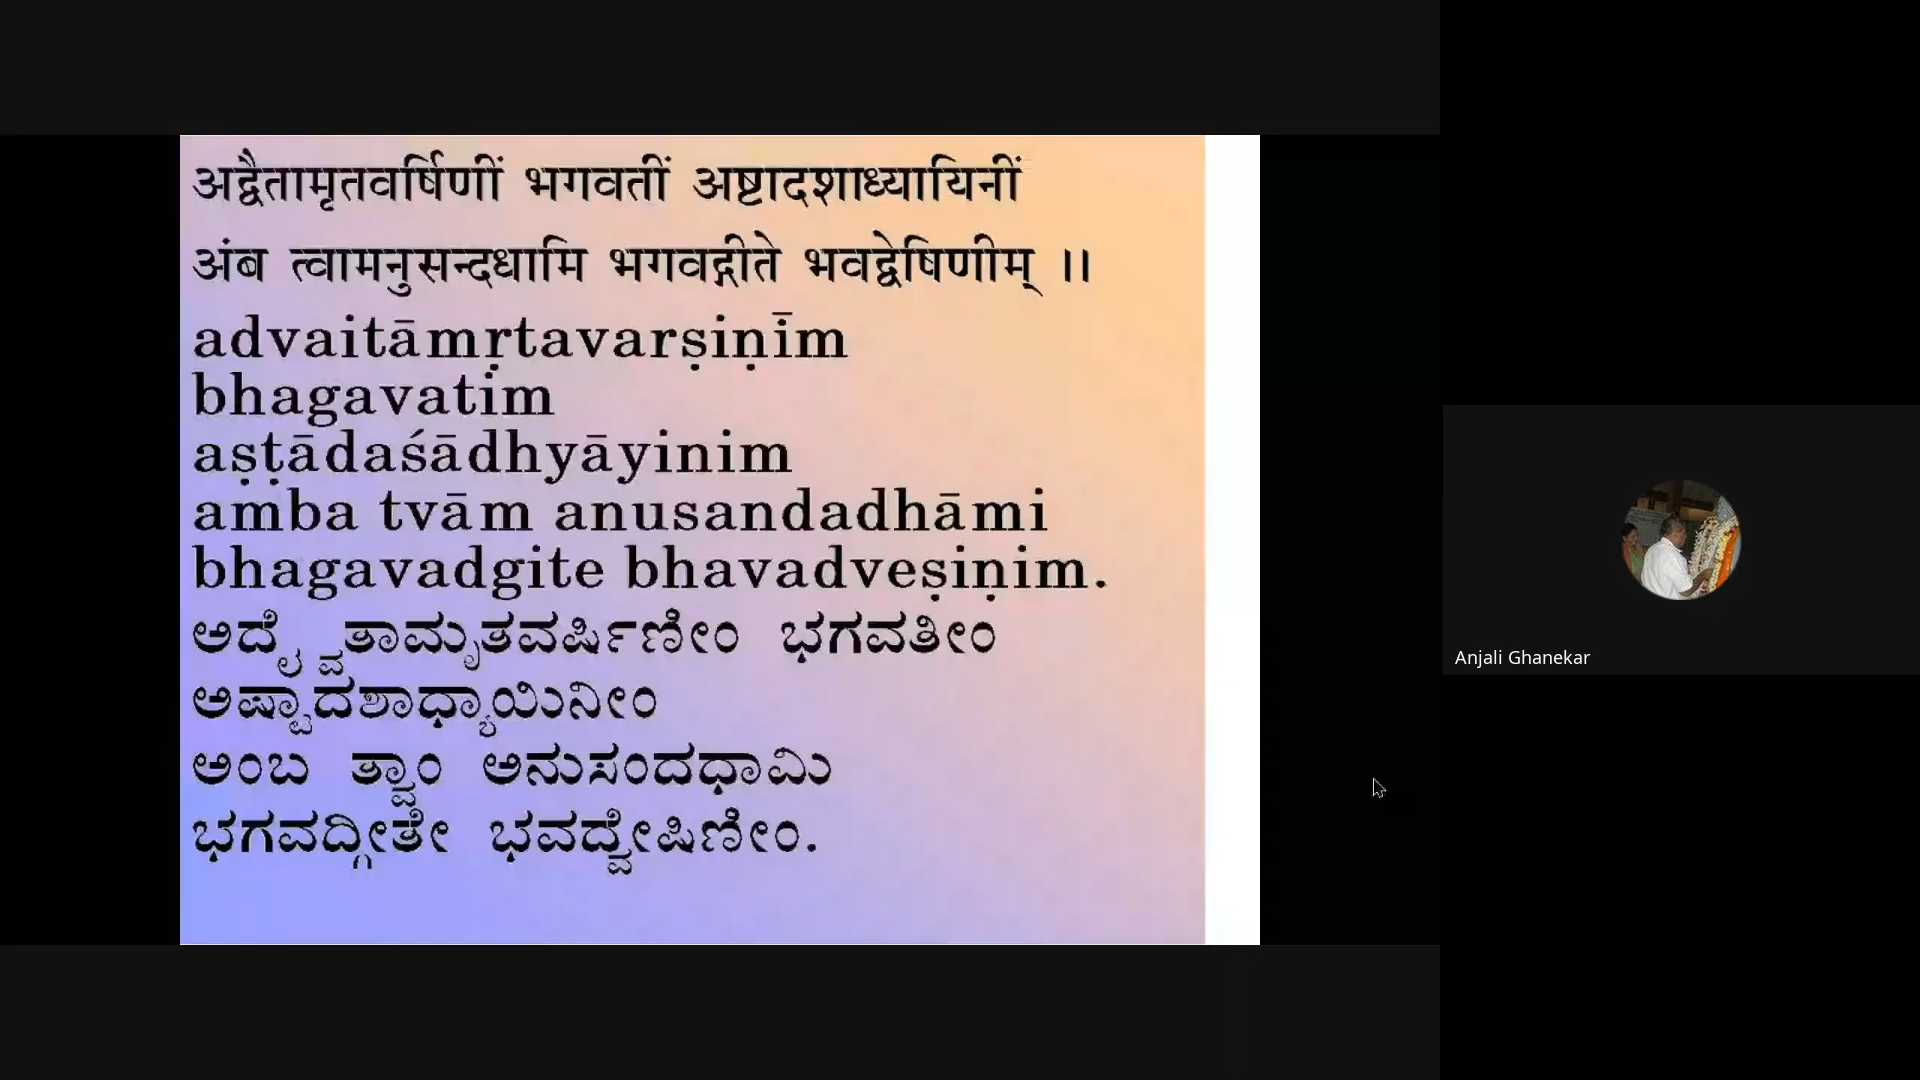 अद्वैतामृतवर्षिणीं भगवतीं अष्टादशाध्यायिनीं
अंब त्वामनुसन्दधामि भगवद्गीते भवद्वेषिणीम् ।।
advaitāmṛtavarṣiṇīm
bhagavatim
aṣṭādaśādhyāyinim
aṁba tvām anusandadhāmi
bhagavadgite bhavadveṣiṇim.
ಅದ್ವೈತಾಮೃತವರ್ಷಿಣೀಂ ಭಗವತೀಂ
ಅಷ್ಟಾದಶಾಧ್ಯಾಯಿನೀಂ
ಅಂಬ ತ್ವಾಂ ಅನುಸಂದಧಾಮಿ
ಭಗವದ್ಗೀತೇ ಭವದ್ವೇಷಿಣೀಂ.
Anjali Ghanekar